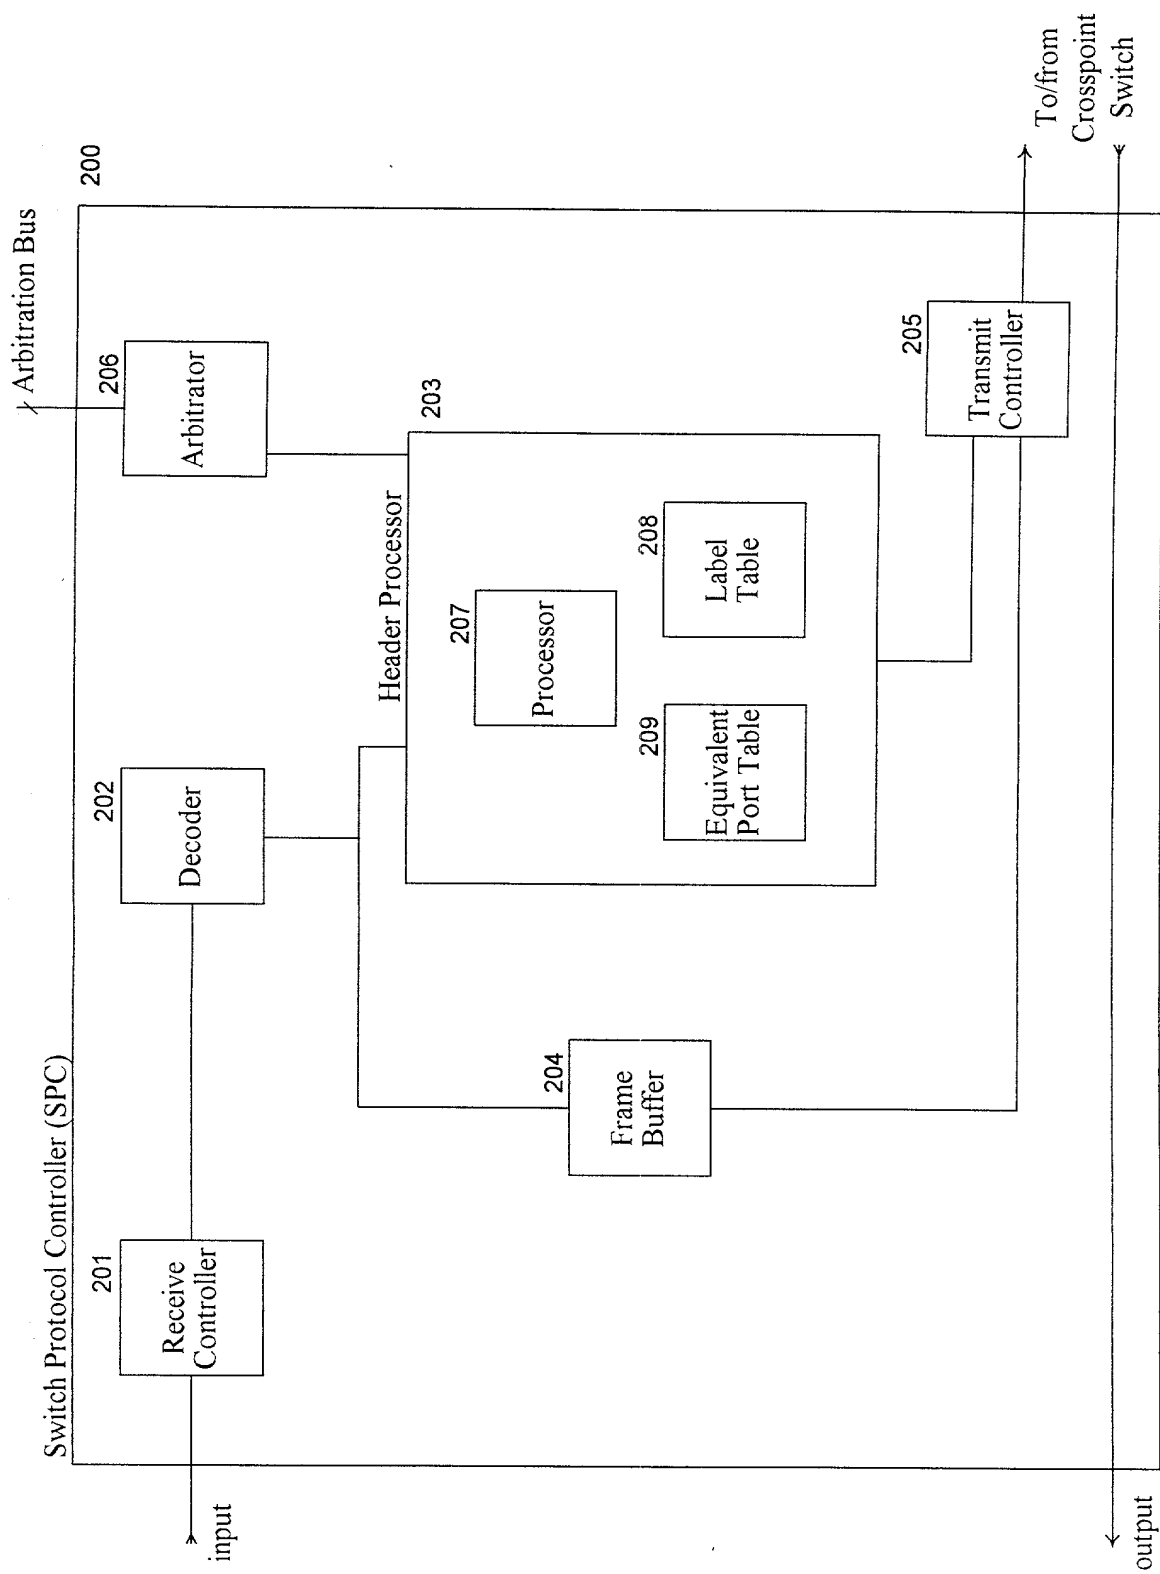 Switch Protocol Controller (SPC)
200
Arbitration Bus
input
201
Receive
Controller
202
Decoder
206
Arbitrator
Header Processor
203
207
Processor
209
Equivalent
Port Table
208
Label
Table
204
Frame
Buffer
205
Transmit
Controller
To/from
Crosspoint
Switch
output